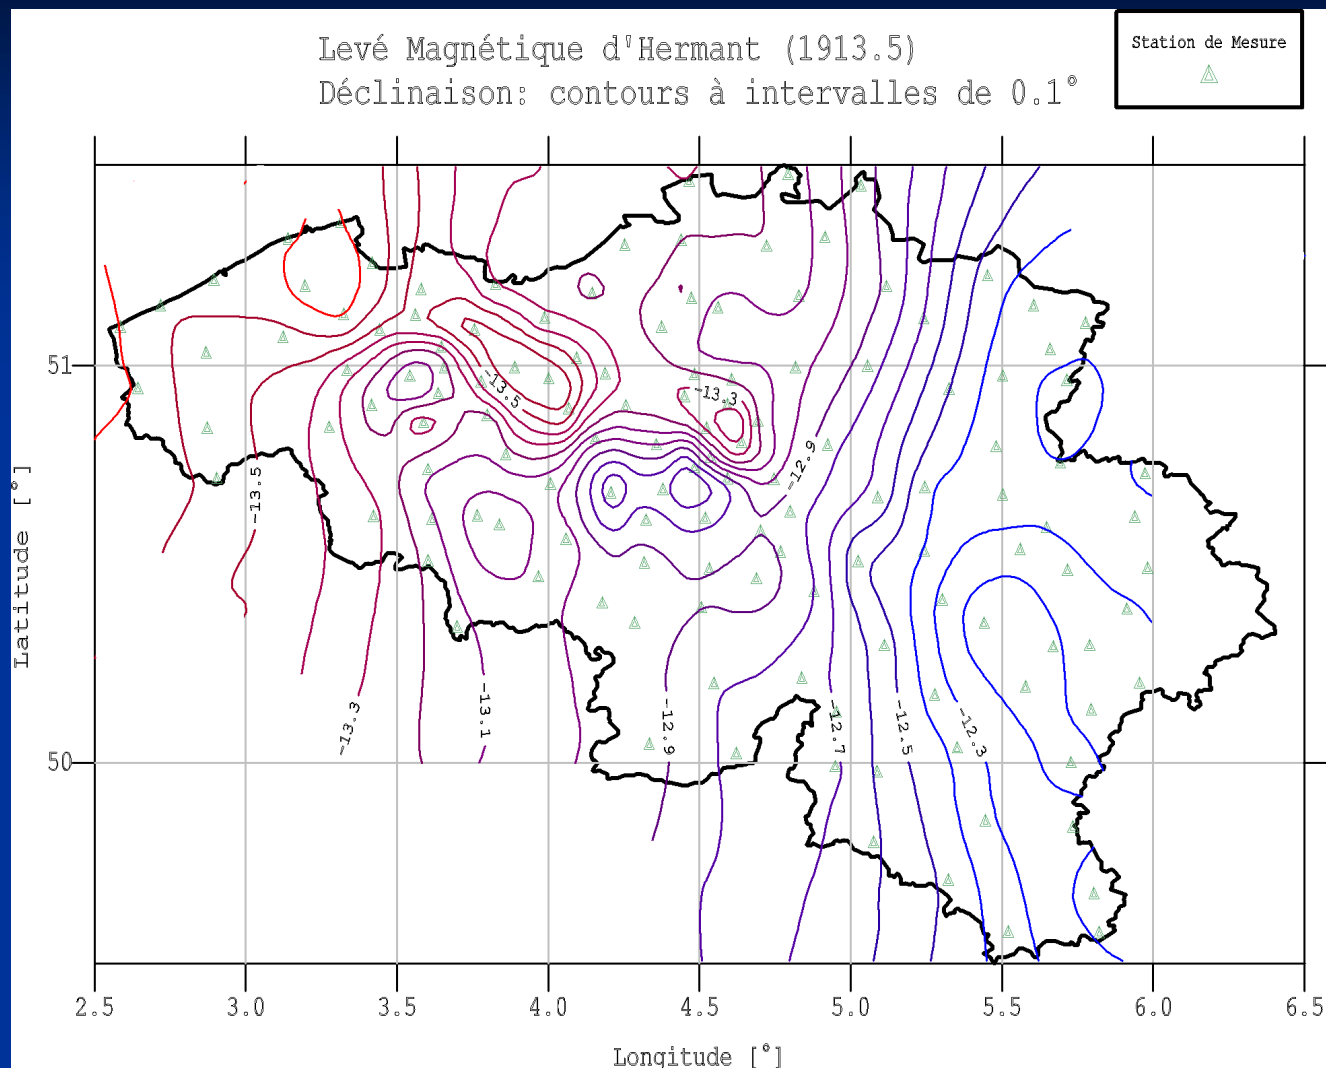 Levé Magnétique d'Hermant (1913.5)
Déclinaison: contours à intervalles de 0.1°
Station de Mesure
51
50
Latitude [°]
-13.5
-13.3
-13.5
-12.9
-13.3
-13.1
-12.9
-12.7
-12.5
-12.3
2.5 3.0 3.5 4.0 4.5 5.0 5.5 6.0 6.5
Longitude [°]